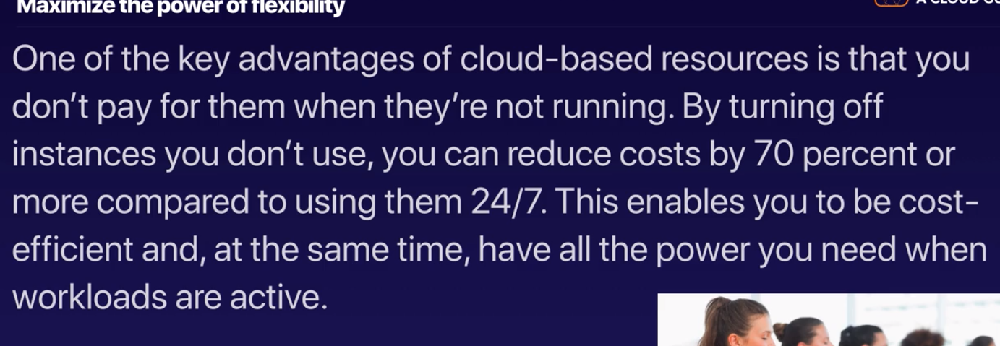 Maximize the power of flexibility
A CLOUD GU
One of the key advantages of cloud-based resources is that you
don’t pay for them when they’re not running. By turning off
instances you don’t use, you can reduce costs by 70 percent or
more compared to using them 24/7. This enables you to be cost-
efficient and, at the same time, have all the power you need when
workloads are active.